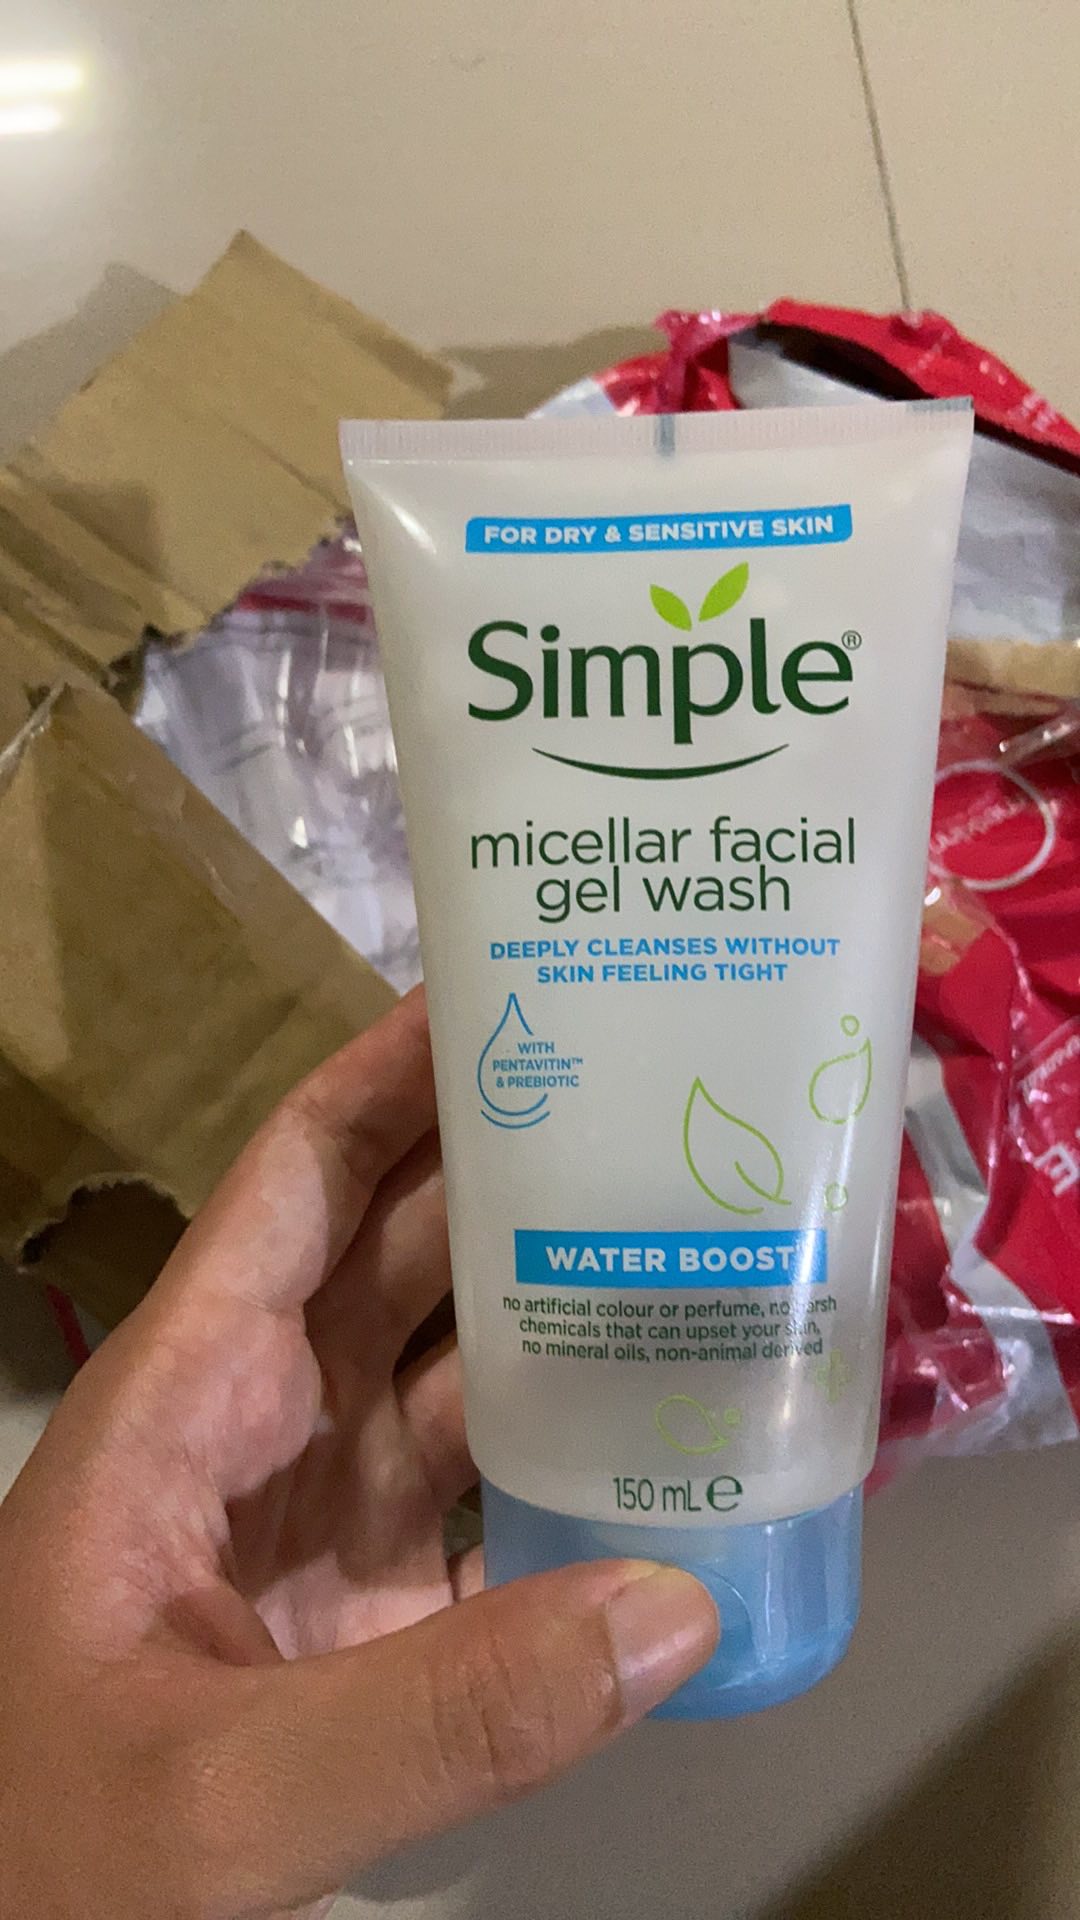 FOR DRY & SENSITIVE SKIN
Simple®
micellar facial
gel wash
DEEPLY CLEANSES WITHOUT
SKIN FEELING TIGHT
WITH
PENTAVITIN™
& PREBIOTIC
WATER BOOST
no artificial colour or perfume, no harsh
chemicals that can upset your skin,
no mineral oils, non-animal derived
150 mL e